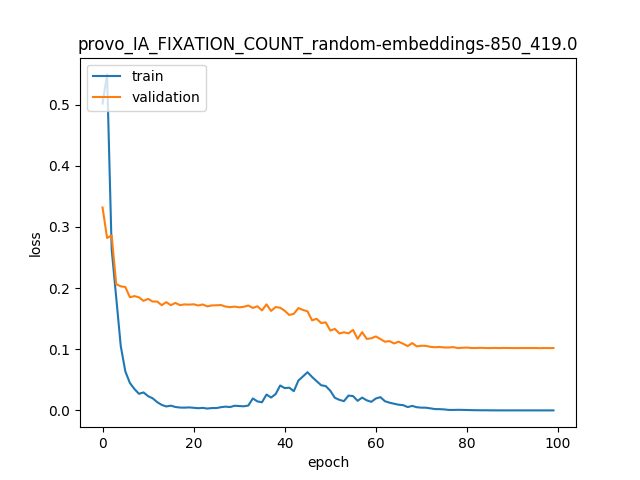 provo_IA_FIXATION_COUNT_random-embeddings-850_419.0
train
validation
loss
0.5
0.4
0.3
0.2
0.1
0.0
0 20 40 60 80 100
epoch